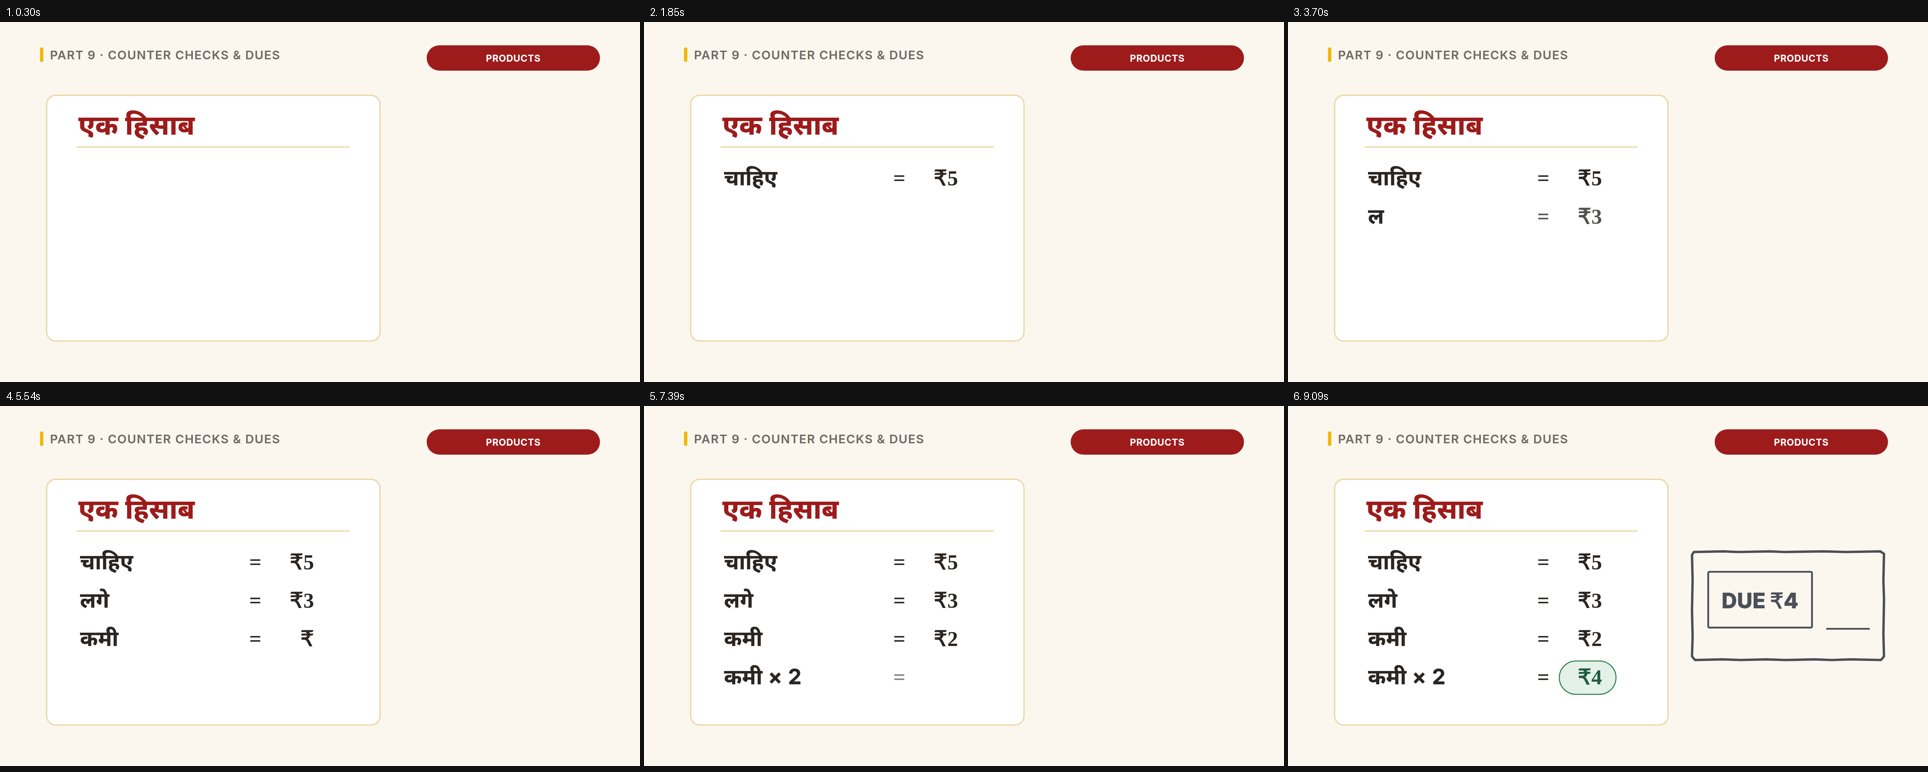 1. 0.30s
PART 9 · COUNTER CHECKS & DUES
PRODUCTS
एक हिसाब
2. 1.85s
PART 9 · COUNTER CHECKS & DUES
PRODUCTS
एक हिसाब
चाहिए = ₹5
3. 3.70s
PART 9 · COUNTER CHECKS & DUES
PRODUCTS
एक हिसाब
चाहिए = ₹5
ल = ₹3
4. 5.54s
PART 9 · COUNTER CHECKS & DUES
PRODUCTS
एक हिसाब
चाहिए = ₹5
लगे = ₹3
कमी = ₹
5. 7.39s
PART 9 · COUNTER CHECKS & DUES
PRODUCTS
एक हिसाब
चाहिए = ₹5
लगे = ₹3
कमी = ₹2
कमी × 2 =
6. 9.09s
PART 9 · COUNTER CHECKS & DUES
PRODUCTS
एक हिसाब
चाहिए = ₹5
लगे = ₹3
कमी = ₹2
कमी × 2 = ₹4
DUE ₹4